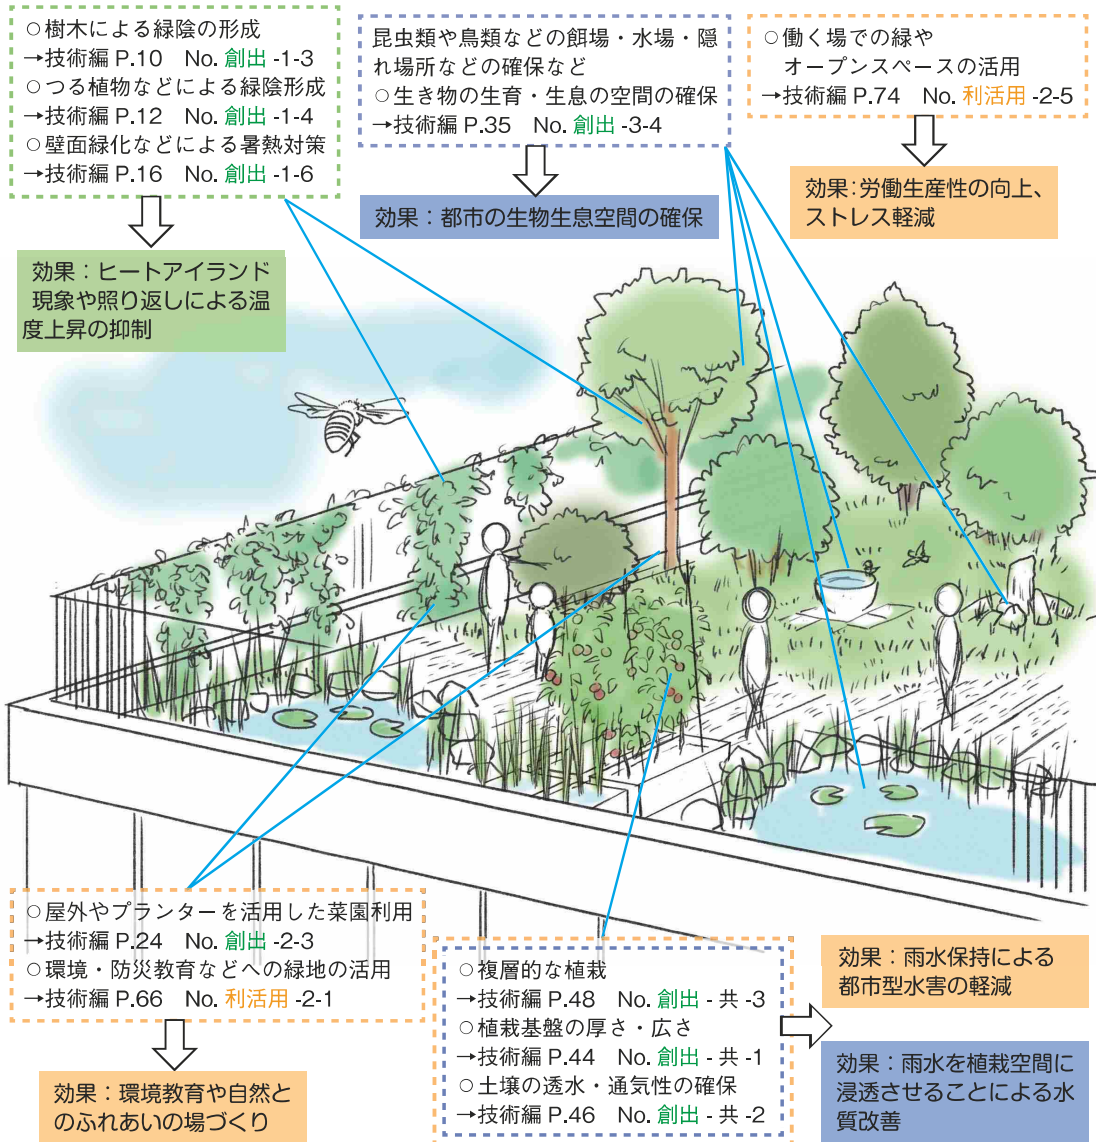 ○樹木による緑陰の形成
→技術編 P.10 No. 創出 -1-3
○つる植物などによる緑陰形成
→技術編 P.12 No. 創出 -1-4
○壁面緑化などによる暑熱対策
→技術編 P.16 No. 創出 -1-6
効果：ヒートアイランド
現象や照り返しによる温
度上昇の抑制
昆虫類や鳥類などの餌場・水場・隠
れ場所などの確保など
○生き物の生育・生息の空間の確保
→技術編 P.35 No. 創出 -3-4
効果：都市の生物生息空間の確保
○働く場での緑や
オープンスペースの活用
→技術編 P.74 No. 利活用 -2-5
効果：労働生産性の向上、
ストレス軽減
○屋外やプランターを活用した菜園利用
→技術編 P.24 No. 創出 -2-3
○環境・防災教育などへの緑地の活用
→技術編 P.66 No. 利活用 -2-1
効果：環境教育や自然と
のふれあいの場づくり
○複層的な植栽
→技術編 P.48 No. 創出 - 共 -3
○植栽基盤の厚さ・広さ
→技術編 P.44 No. 創出 - 共 -1
○土壌の透水・通気性の確保
→技術編 P.46 No. 創出 - 共 -2
効果：雨水保持による
都市型水害の軽減
効果：雨水を植栽空間に
浸透させることによる水
質改善